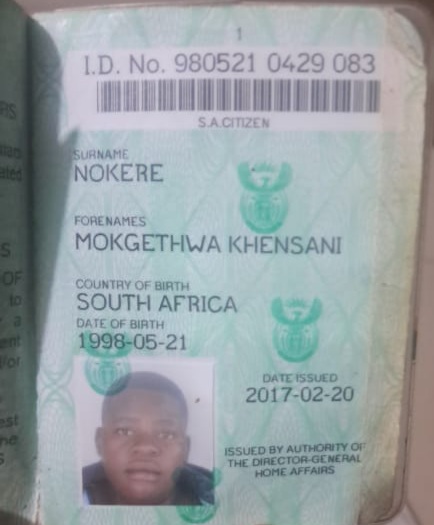 1
I.D. No. 980521 0429 083
S.A.CITIZEN
SURNAME
NOKERE
FORENAMES
MOKGETHWA KHENSANI
COUNTRY OF BIRTH
SOUTH AFRICA
DATE OF BIRTH
1998-05-21
DATE ISSUED
2017-02-20
ISSUED BY AUTHORITY OF
THE DIRECTOR-GENERAL
HOME AFFAIRS